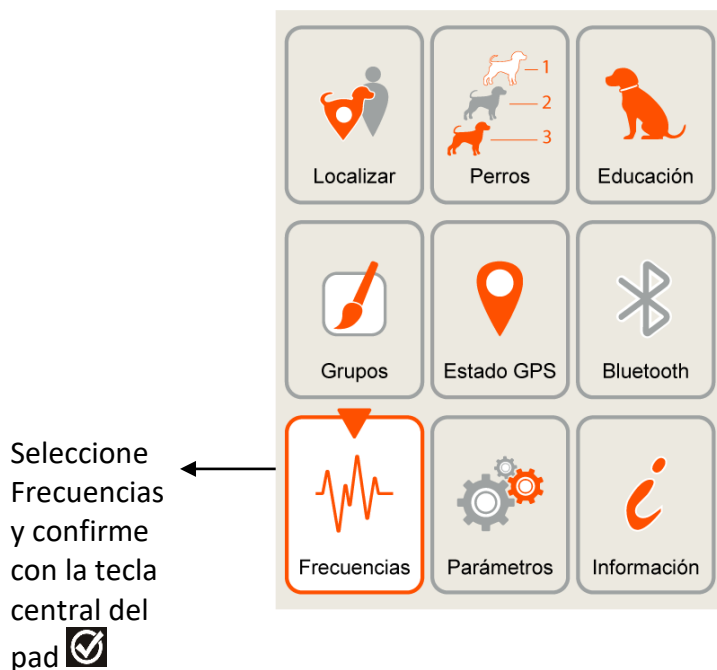 1
2
3
Localizar
Perros
Educación
Grupos
Estado GPS
Bluetooth
Frecuencias
Parámetros
Información
Seleccione
Frecuencias
y confirme
con la tecla
central del
pad